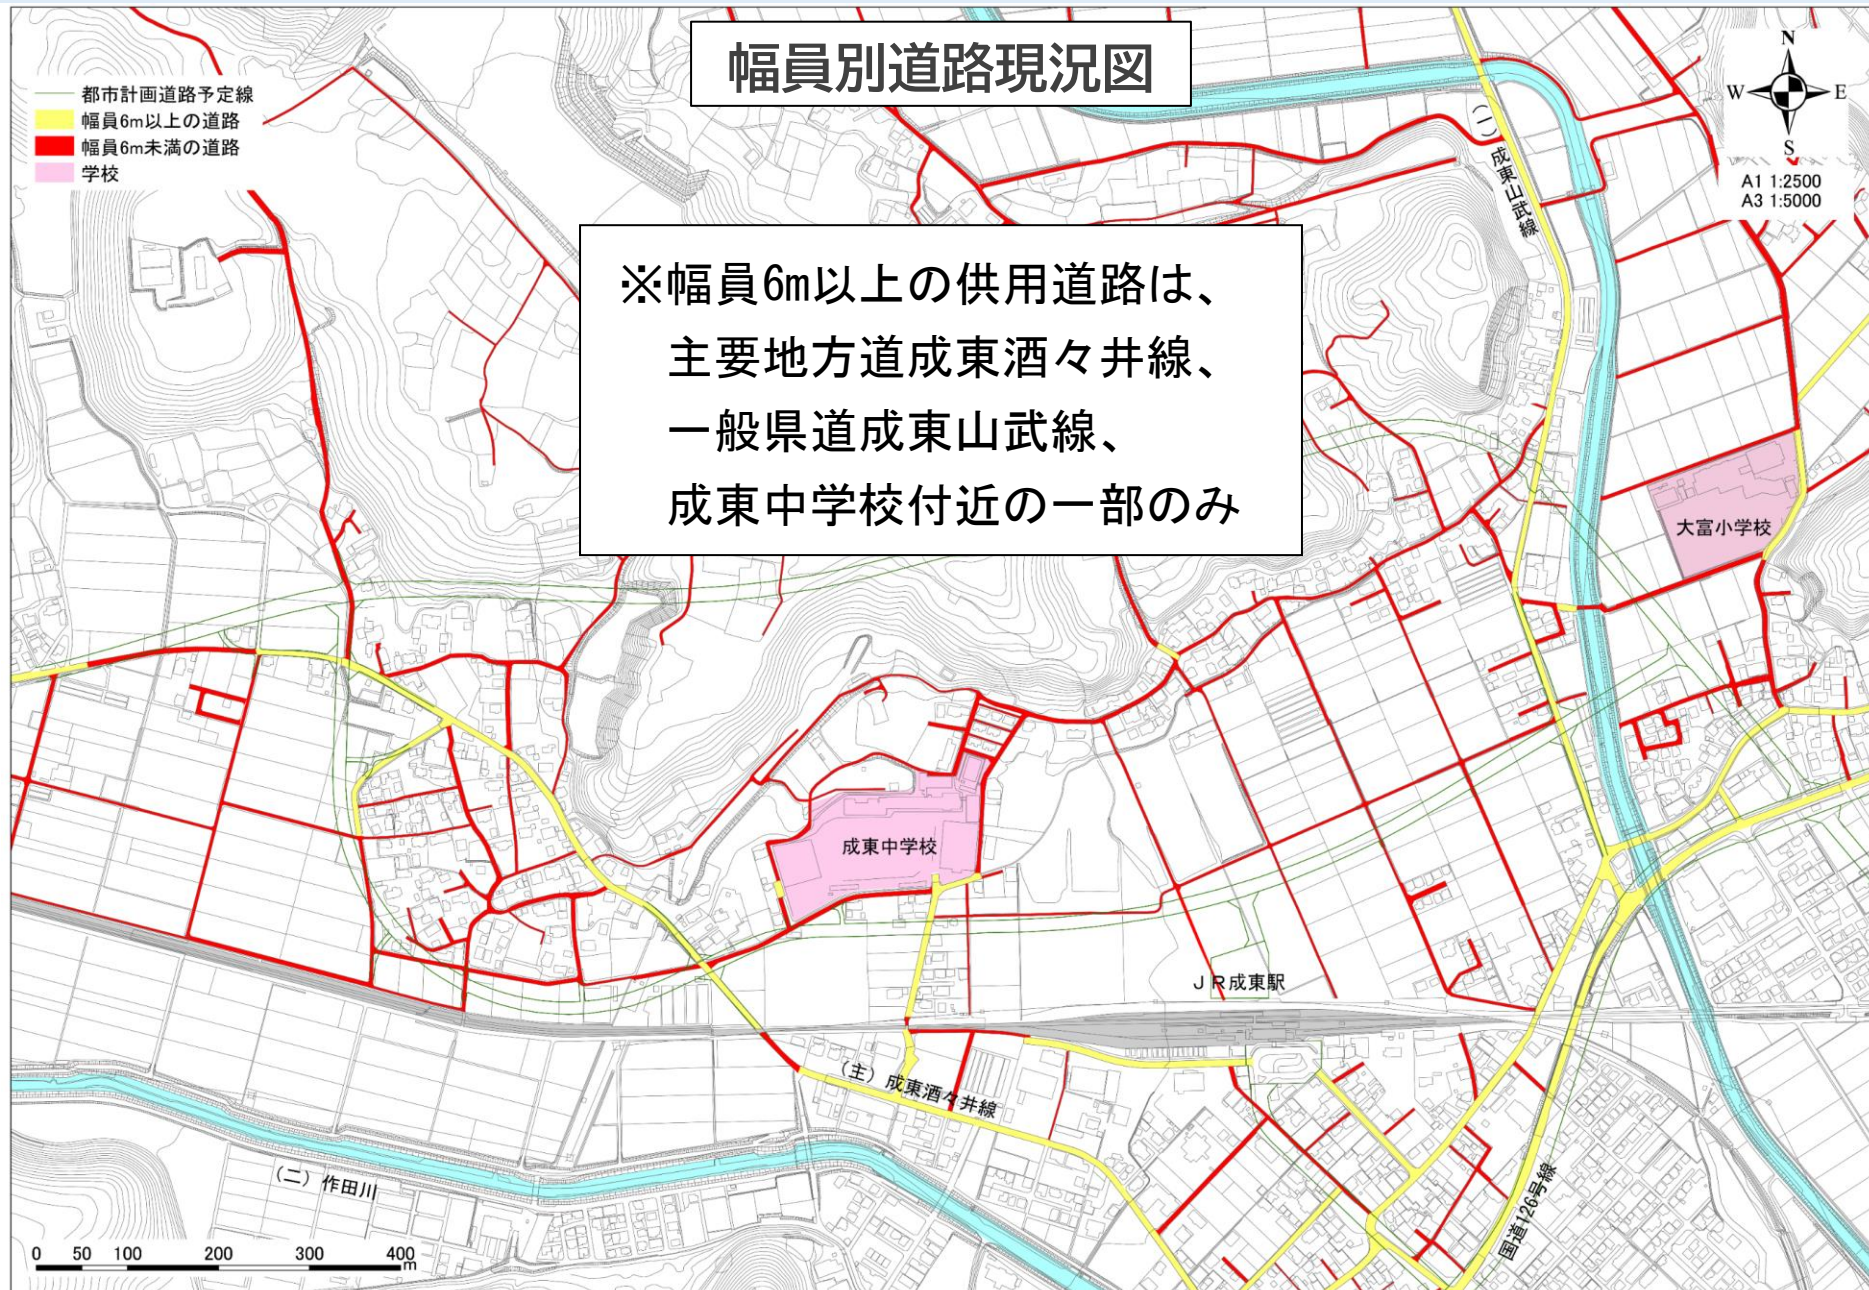 幅員別道路現況図
都市計画道路予定線
幅員6m以上の道路
幅員6m未満の道路
学校
N
W E
S
A1 1:2500
A3 1:5000
(一)成東山武線
※幅員6m以上の供用道路は、
主要地方道成東酒々井線、
一般県道成東山武線、
成東中学校付近の一部のみ
大富小学校
成東中学校
JR成東駅
(主)成東酒々井線
(二)作田川
国道126号線
0 50 100 200 300 400
m